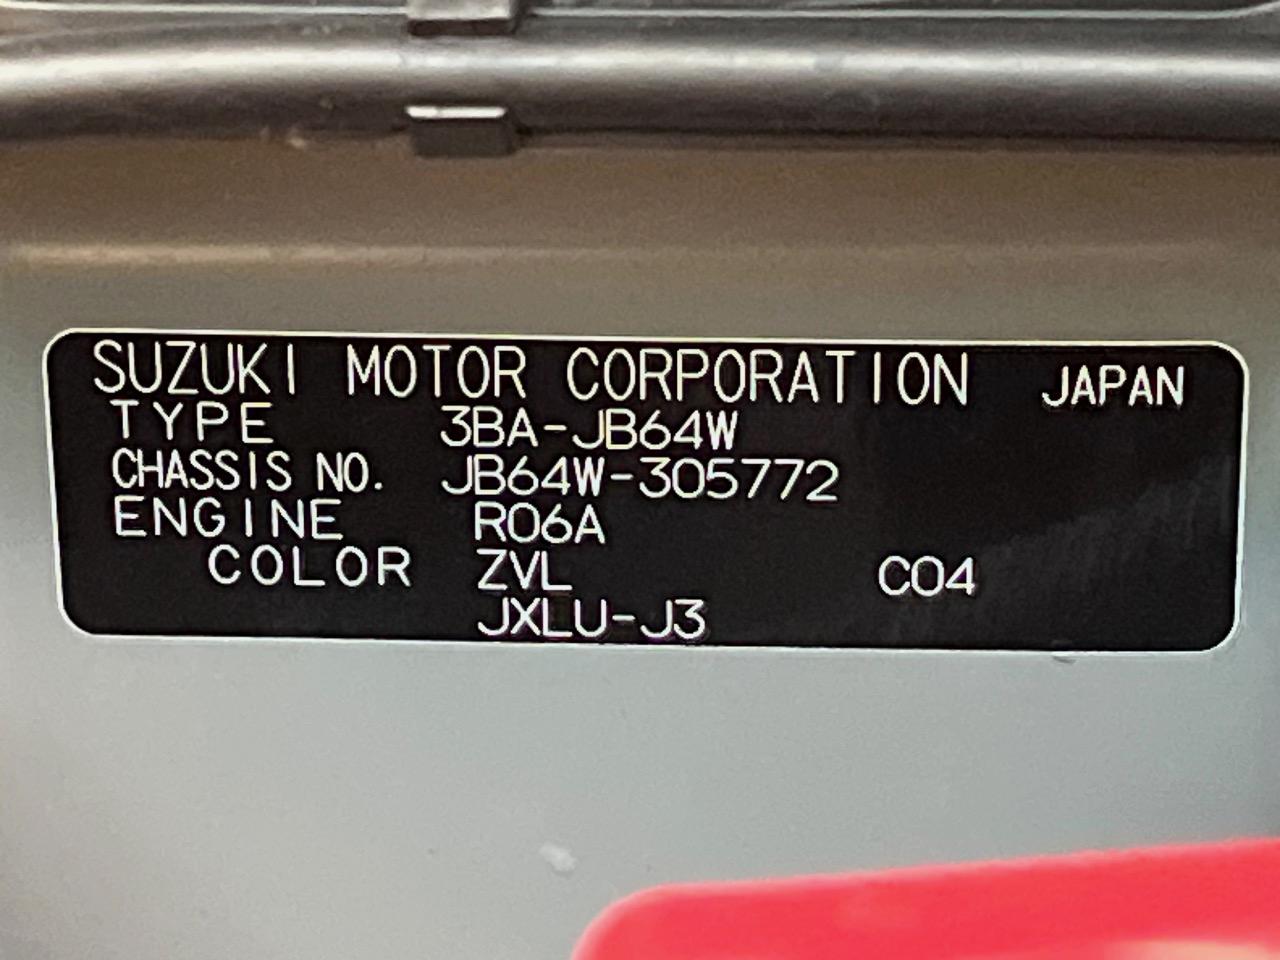 SUZUKI MOTOR CORPORATION JAPAN
TYPE 3BA-JB64W
CHASSIS NO. JB64W-305772
ENGINE R06A
COLOR ZVL C04
JXLU-J3